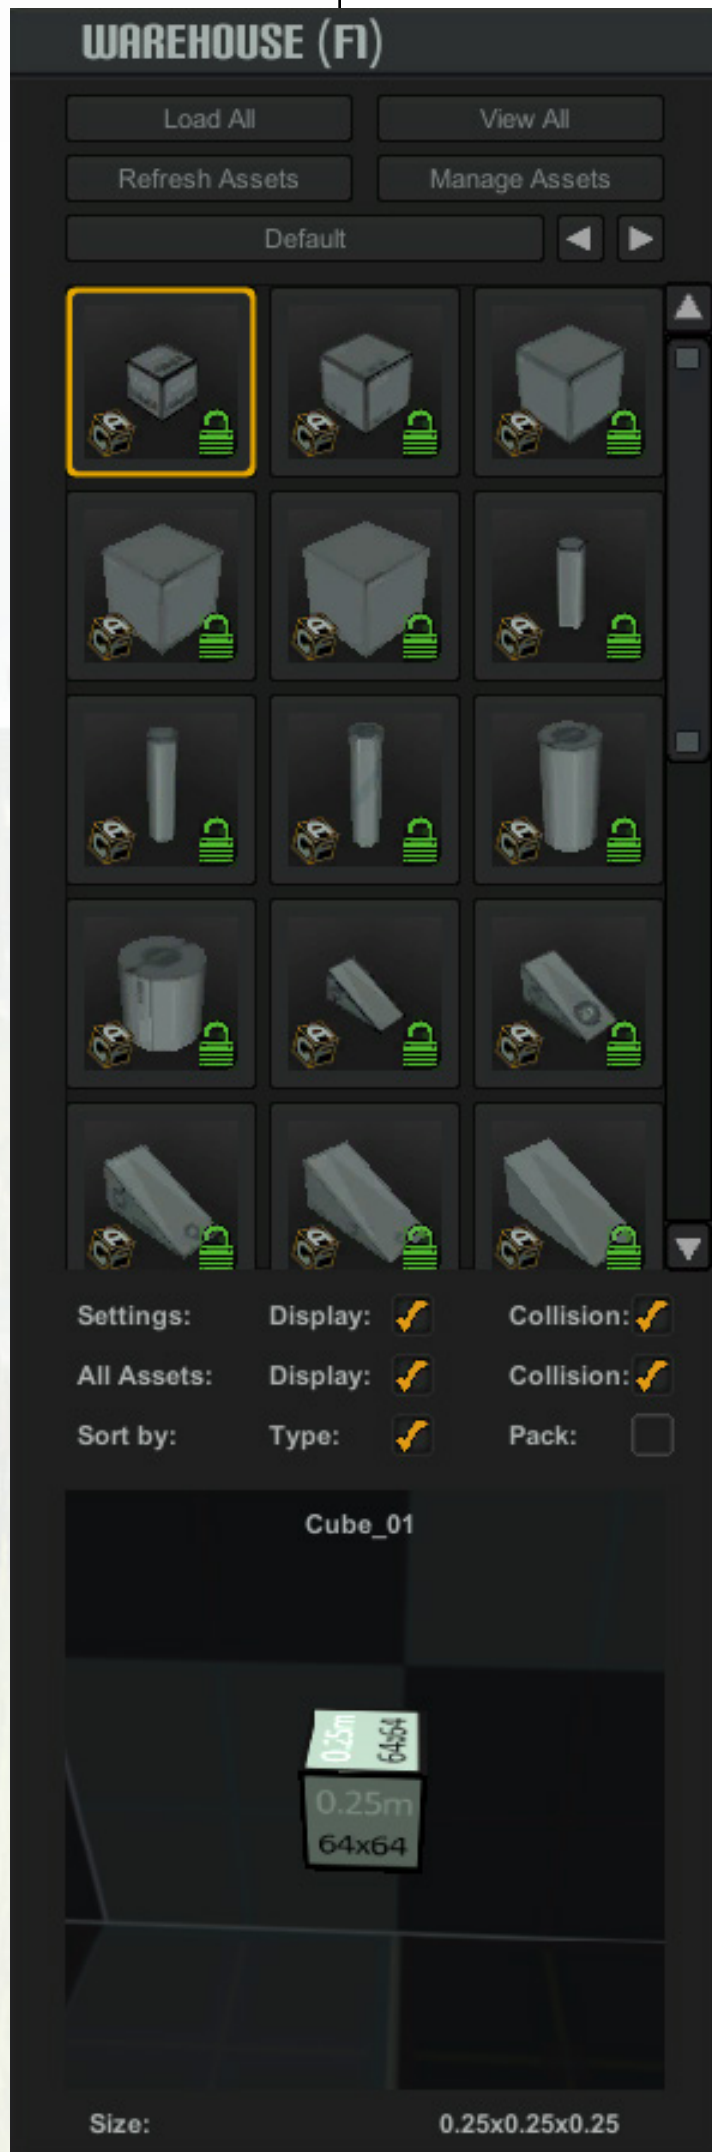 WAREHOUSE (F1)
Load All
View All
Refresh Assets
Manage Assets
Default
Settings:
Display:
Collision:
All Assets:
Display:
Collision:
Sort by:
Type:
Pack:
Cube_01
0.25m
64x64
0.25m
64x64
Size:
0.25x0.25x0.25